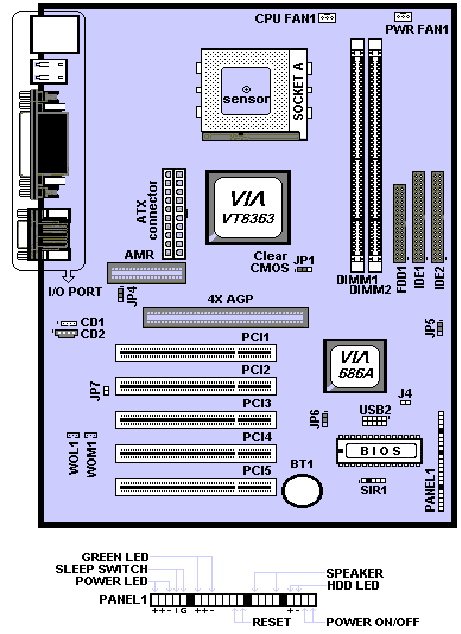 CPU FAN1
PWR FAN1
SOCKET A
sensor
ATX connector
VIA
VT8363
AMR
Clear CMOS
JP1
DIMM1
DIMM2
FDD1
IDE1
IDE2
I/O PORT
JP4
4X AGP
CD1
CD2
JP5
PCI1
VIA
686A
PCI2
JP7
J4
PCI3
USB2
JP6
PCI4
WOL1
WOM1
BIOS
PCI5
BT1
SIR1
PANEL1
GREEN LED
SLEEP SWITCH
POWER LED
SPEAKER
HDD LED
PANEL1
++- I G ++- +-
RESET
POWER ON/OFF